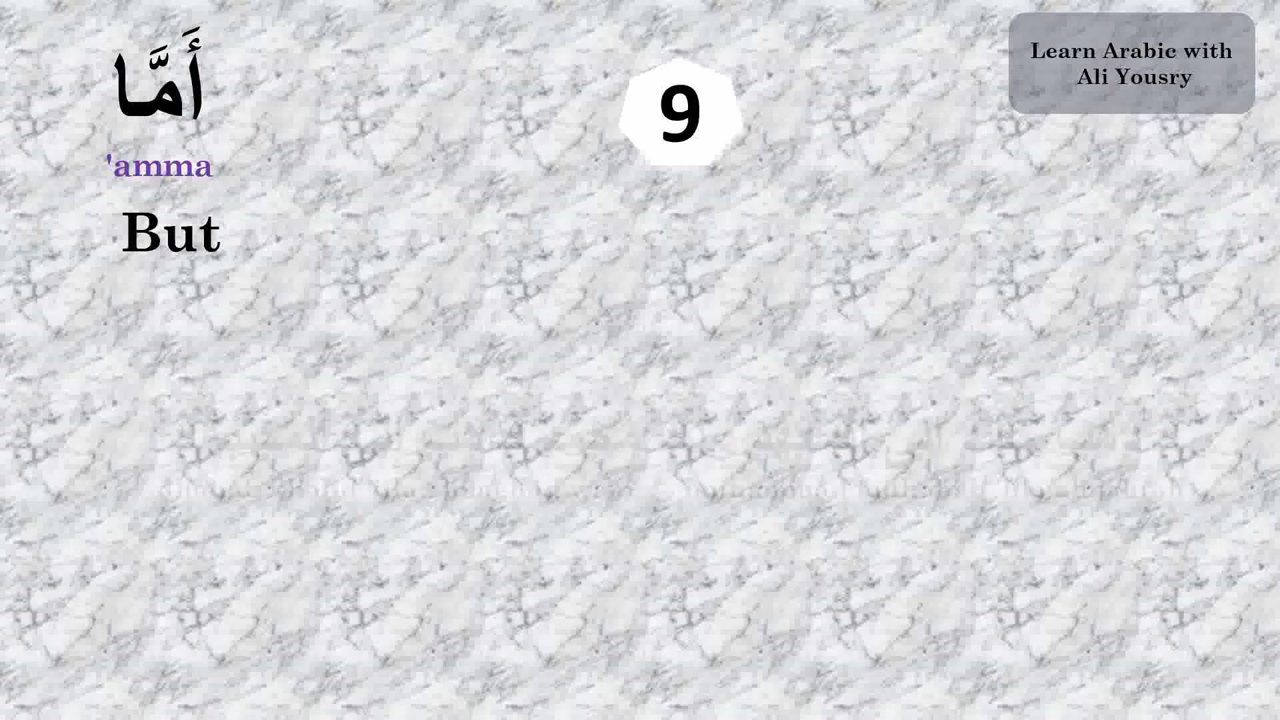 أَمَّا
'amma
But
9
Learn Arabic with
Ali Yousry